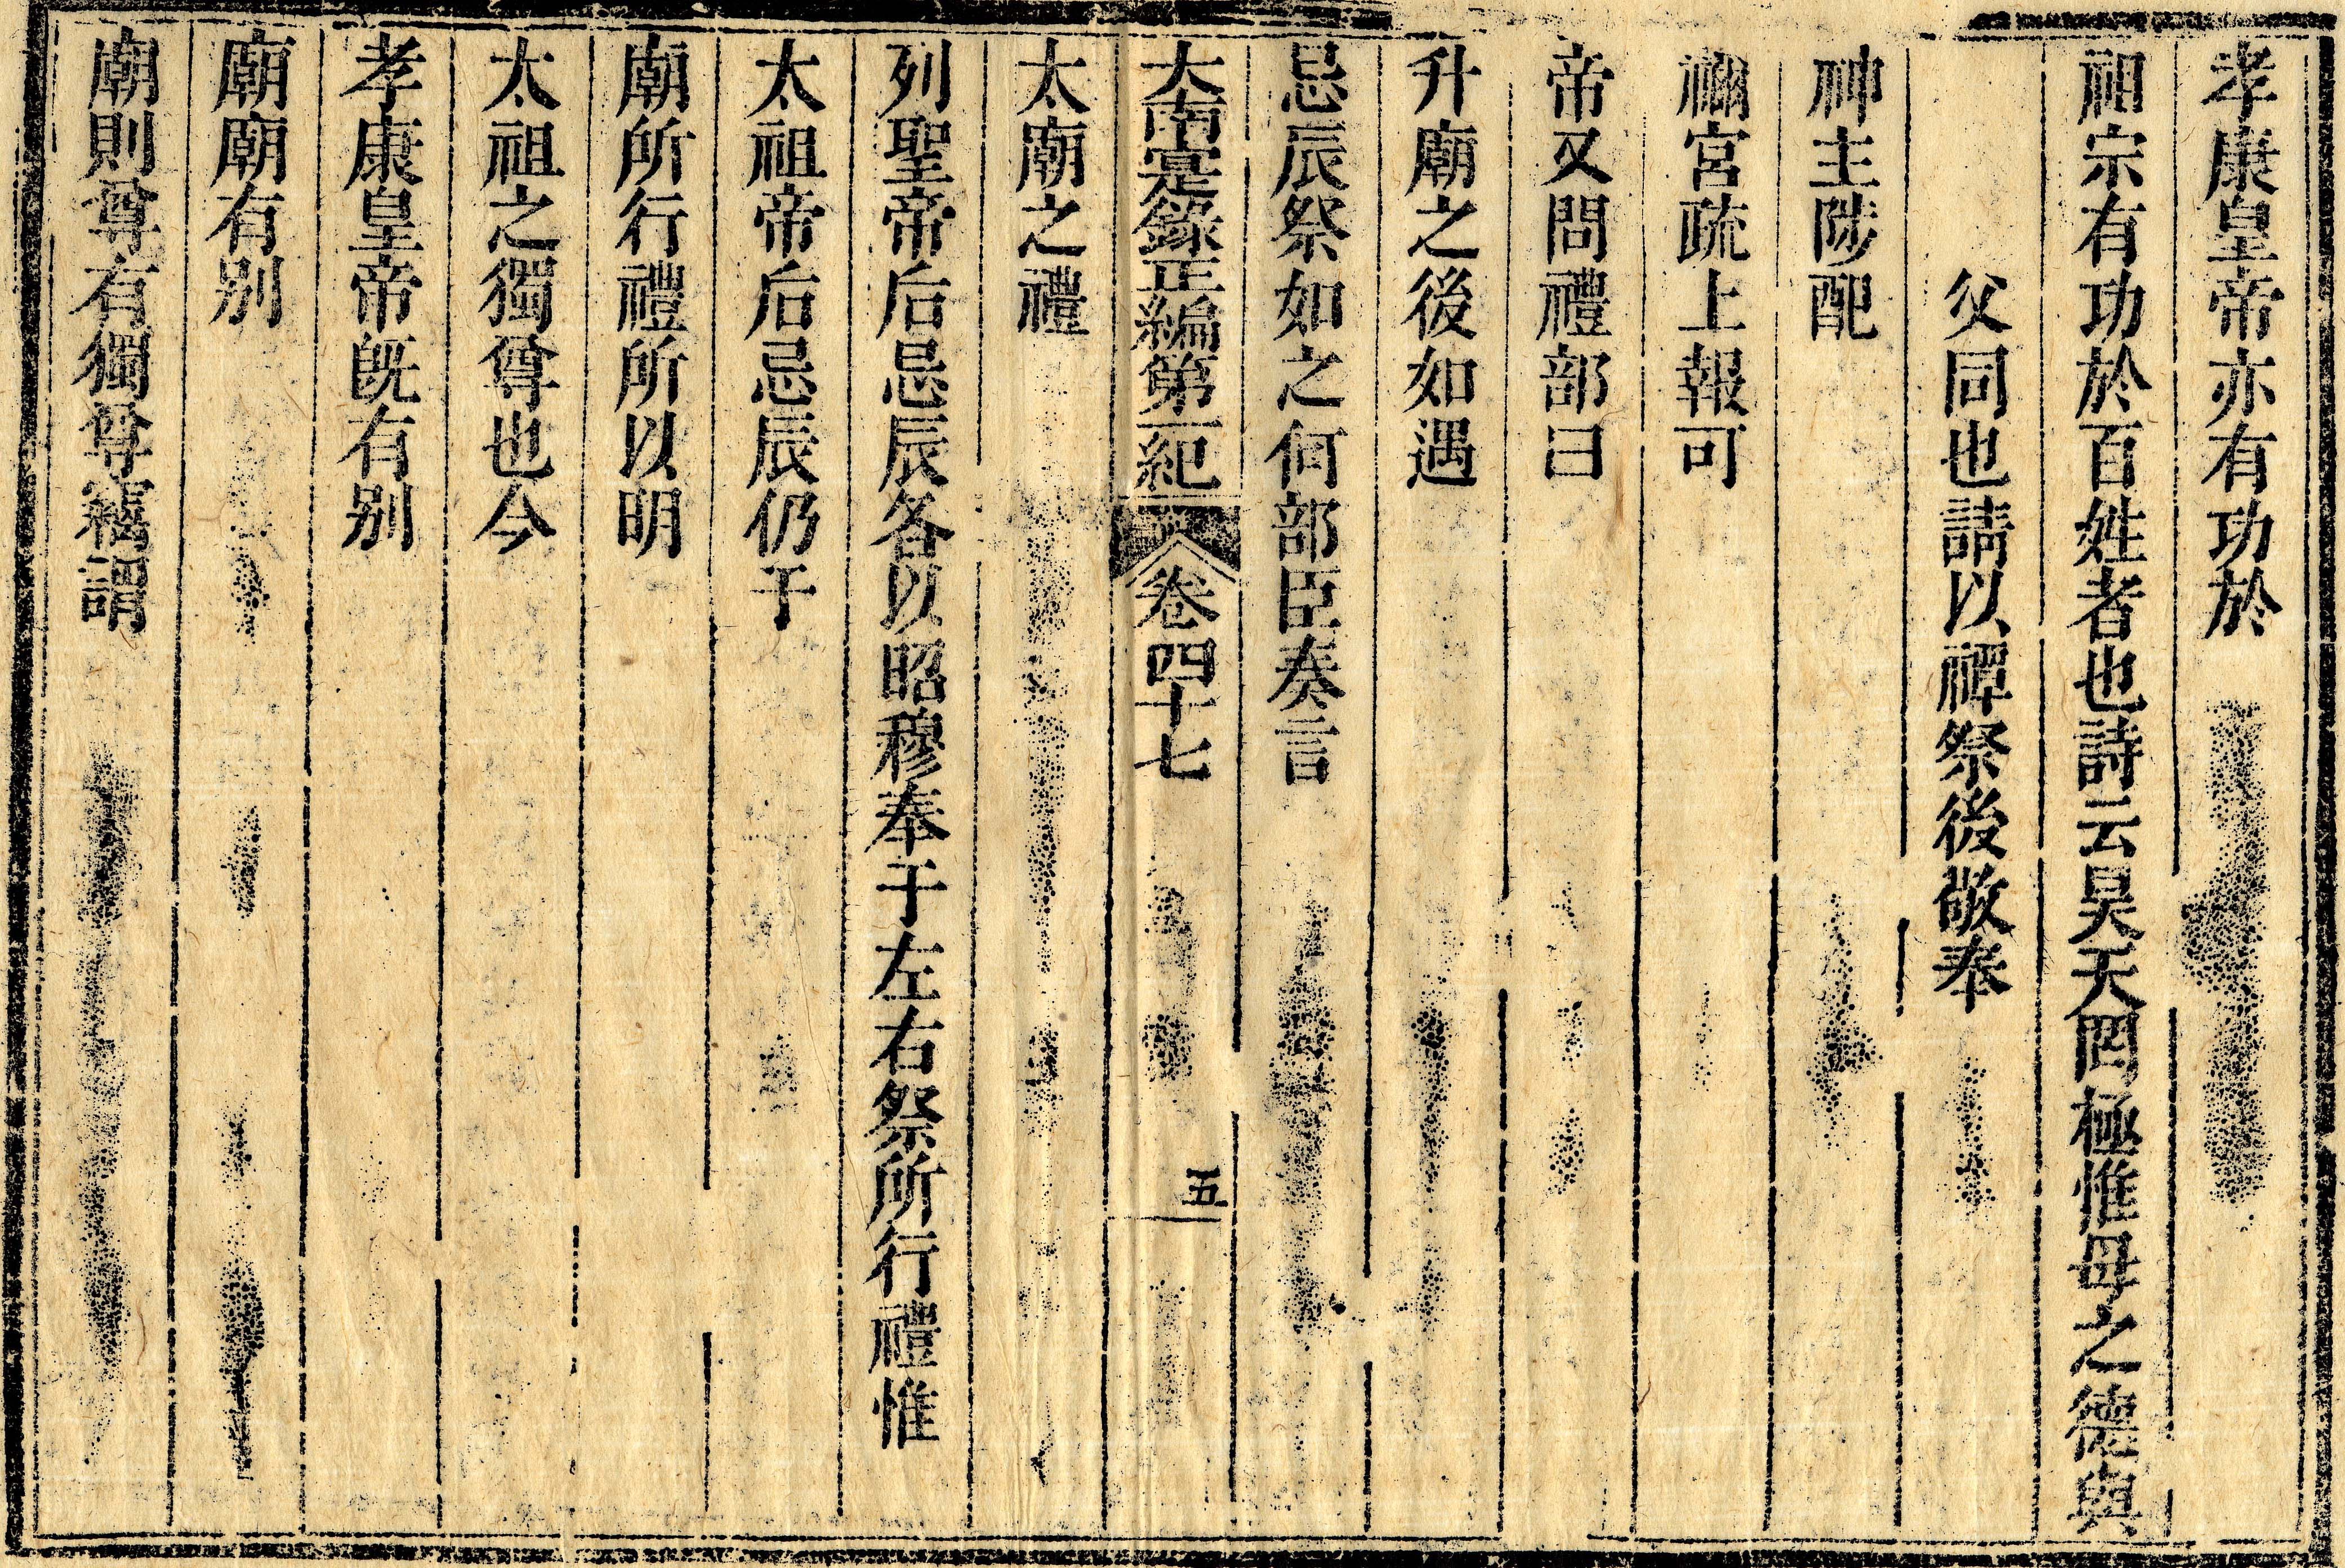 孝康皇帝亦有功於
祖宗有功於百姓者也詩云昊天罔極惟母之德與
父同也請以禫祭後敬奉
神主陟配
禰宮疏上報可
帝又問禮部曰
升廟之後如遇
忌辰祭如之何部臣奏言
大南寔錄正編第一紀 卷四十七 五
太廟之禮
列聖帝后忌辰各以昭穆奉于左右祭所行禮惟
太祖帝后忌辰仍于
廟所行禮所以明
太祖之獨尊也今
孝康皇帝既有别
廟廟有别
廟則尊有獨尊竊謂